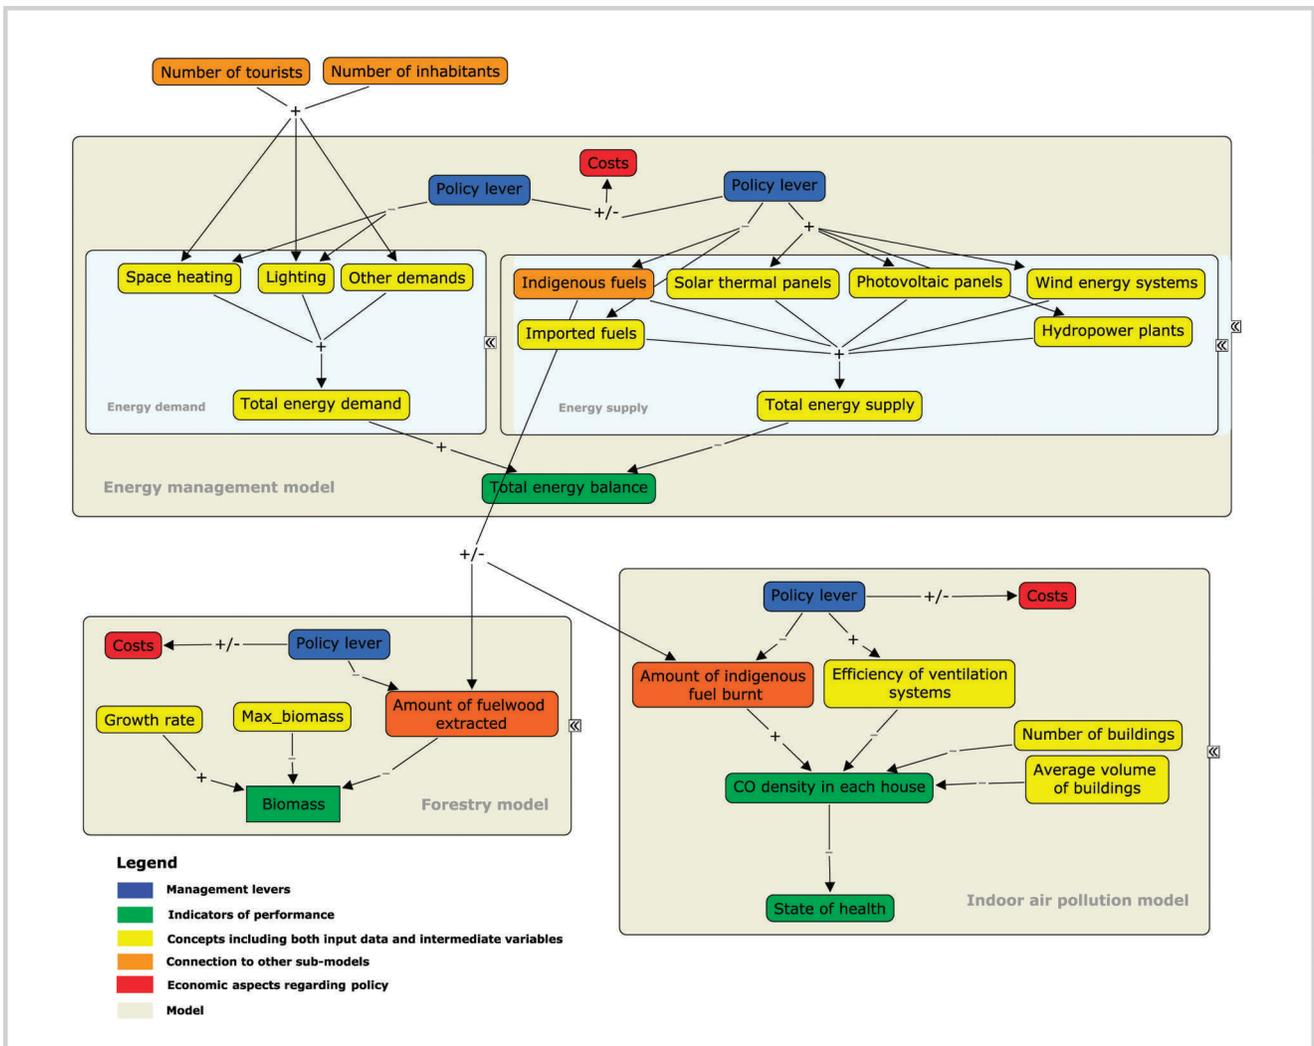 Number of tourists
Number of inhabitants
+
Costs
Policy lever
Policy lever
+/-
–
–
+
Space heating
Lighting
Other demands
Indigenous fuels
Solar thermal panels
Photovoltaic panels
Wind energy systems
Imported fuels
Hydropower plants
+
+
Energy demand
Total energy demand
Energy supply
Total energy supply
+
–
Energy management model
Total energy balance
+/-
Policy lever
+/-
Costs
–
+
Costs
+/-
Policy lever
–
Amount of indigenous
fuel burnt
Efficiency of ventilation
systems
Growth rate
Max_biomass
Amount of fuelwood
extracted
+
–
Number of buildings
–
–
Average volume
of buildings
+
–
–
CO density in each house
–
Biomass
Forestry model
–
State of health
Indoor air pollution model
Legend
Management levers
Indicators of performance
Concepts including both input data and intermediate variables
Connection to other sub-models
Economic aspects regarding policy
Model